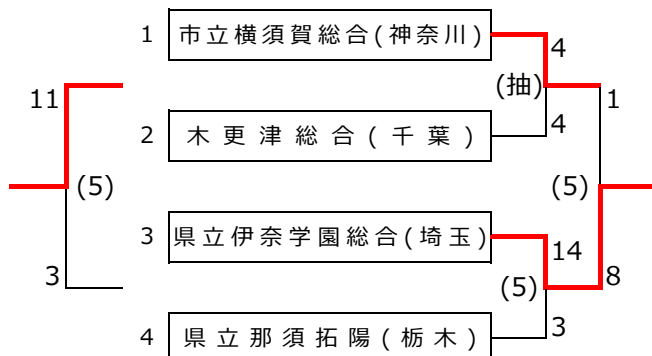 1 市立横須賀総合(神奈川) 4
11 (抽) 1
2 木更津総合(千葉) 4
(5) (5)
3 県立伊奈学園総合(埼玉) 14
3 (5) 8
4 県立那須拓陽(栃木) 3